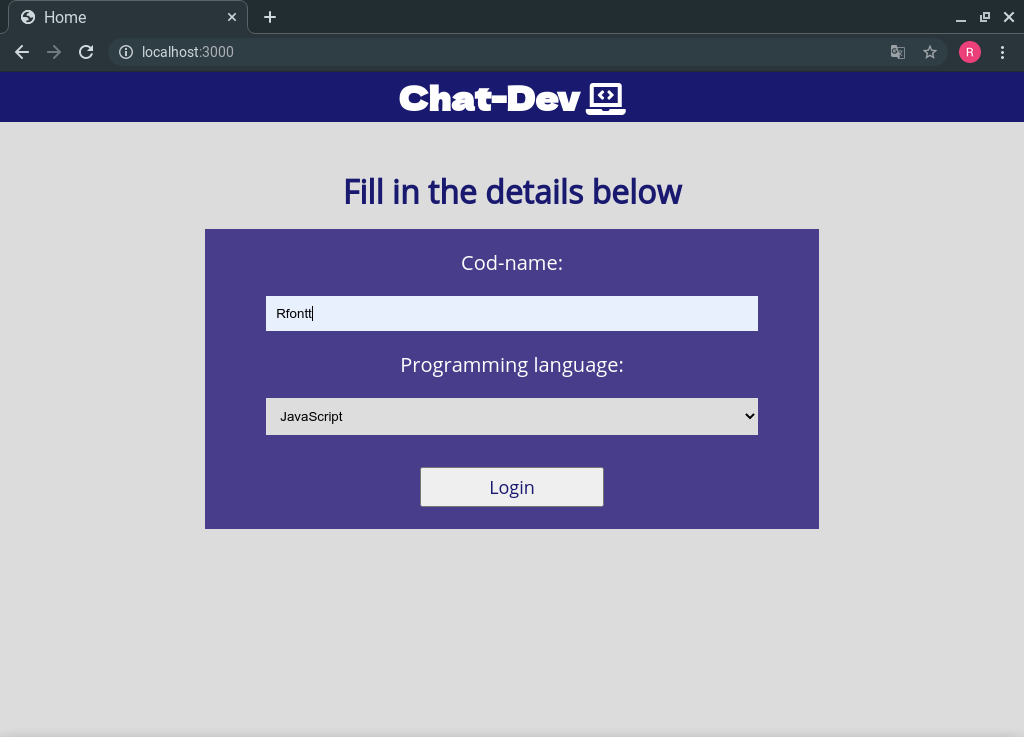 Home
localhost:3000
R
Chat-Dev
Fill in the details below
Cod-name:
Rfontt
Programming language:
JavaScript
Login